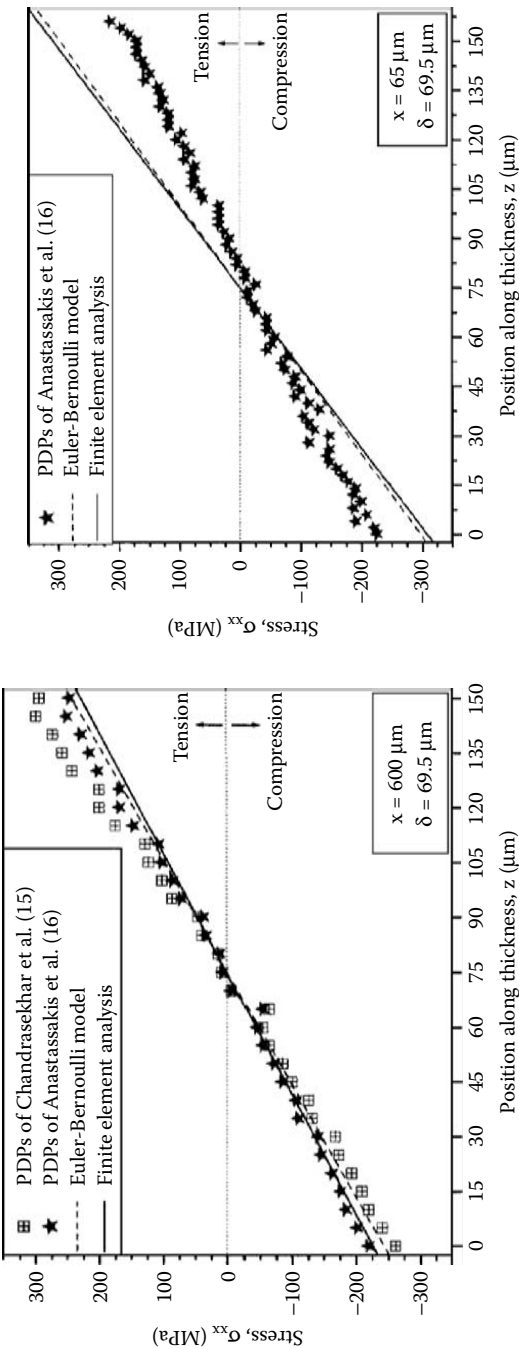 300
200
100
0
−100
−200
−300
Stress, σxx (MPa)
PDPs of Chandrasekhar et al. (15)
PDPs of Anastassakis et al. (16)
Euler-Bernoulli model
Finite element analysis
Tension
Compression
x = 600 μm
δ = 69.5 μm
0 15 30 45 60 75 90 105 120 135 150
Position along thickness, z (μm)
300
200
100
0
−100
−200
−300
Stress, σxx (MPa)
PDPs of Anastassakis et al. (16)
Euler-Bernoulli model
Finite element analysis
Tension
Compression
x = 65 μm
δ = 69.5 μm
0 15 30 45 60 75 90 105 120 135 150
Position along thickness, z (μm)